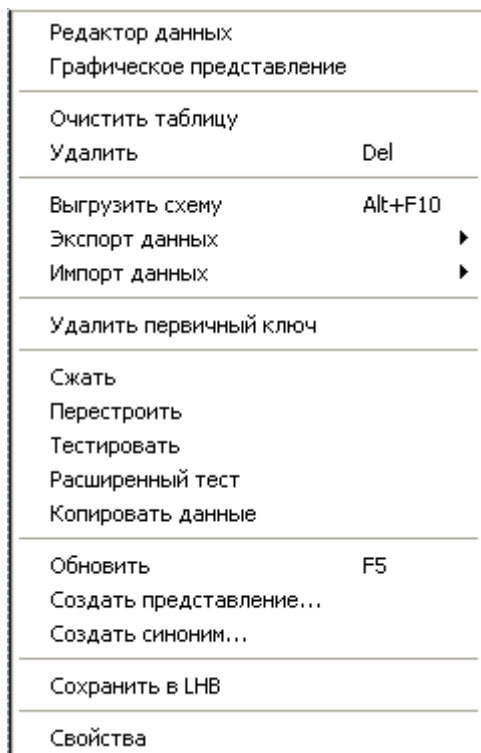 Редактор данных
Графическое представление
Очистить таблицу
Удалить Del
Выгрузить схему Alt+F10
Экспорт данных
Импорт данных
Удалить первичный ключ
Сжать
Перестроить
Тестировать
Расширенный тест
Копировать данные
Обновить F5
Создать представление...
Создать синоним...
Сохранить в LHB
Свойства